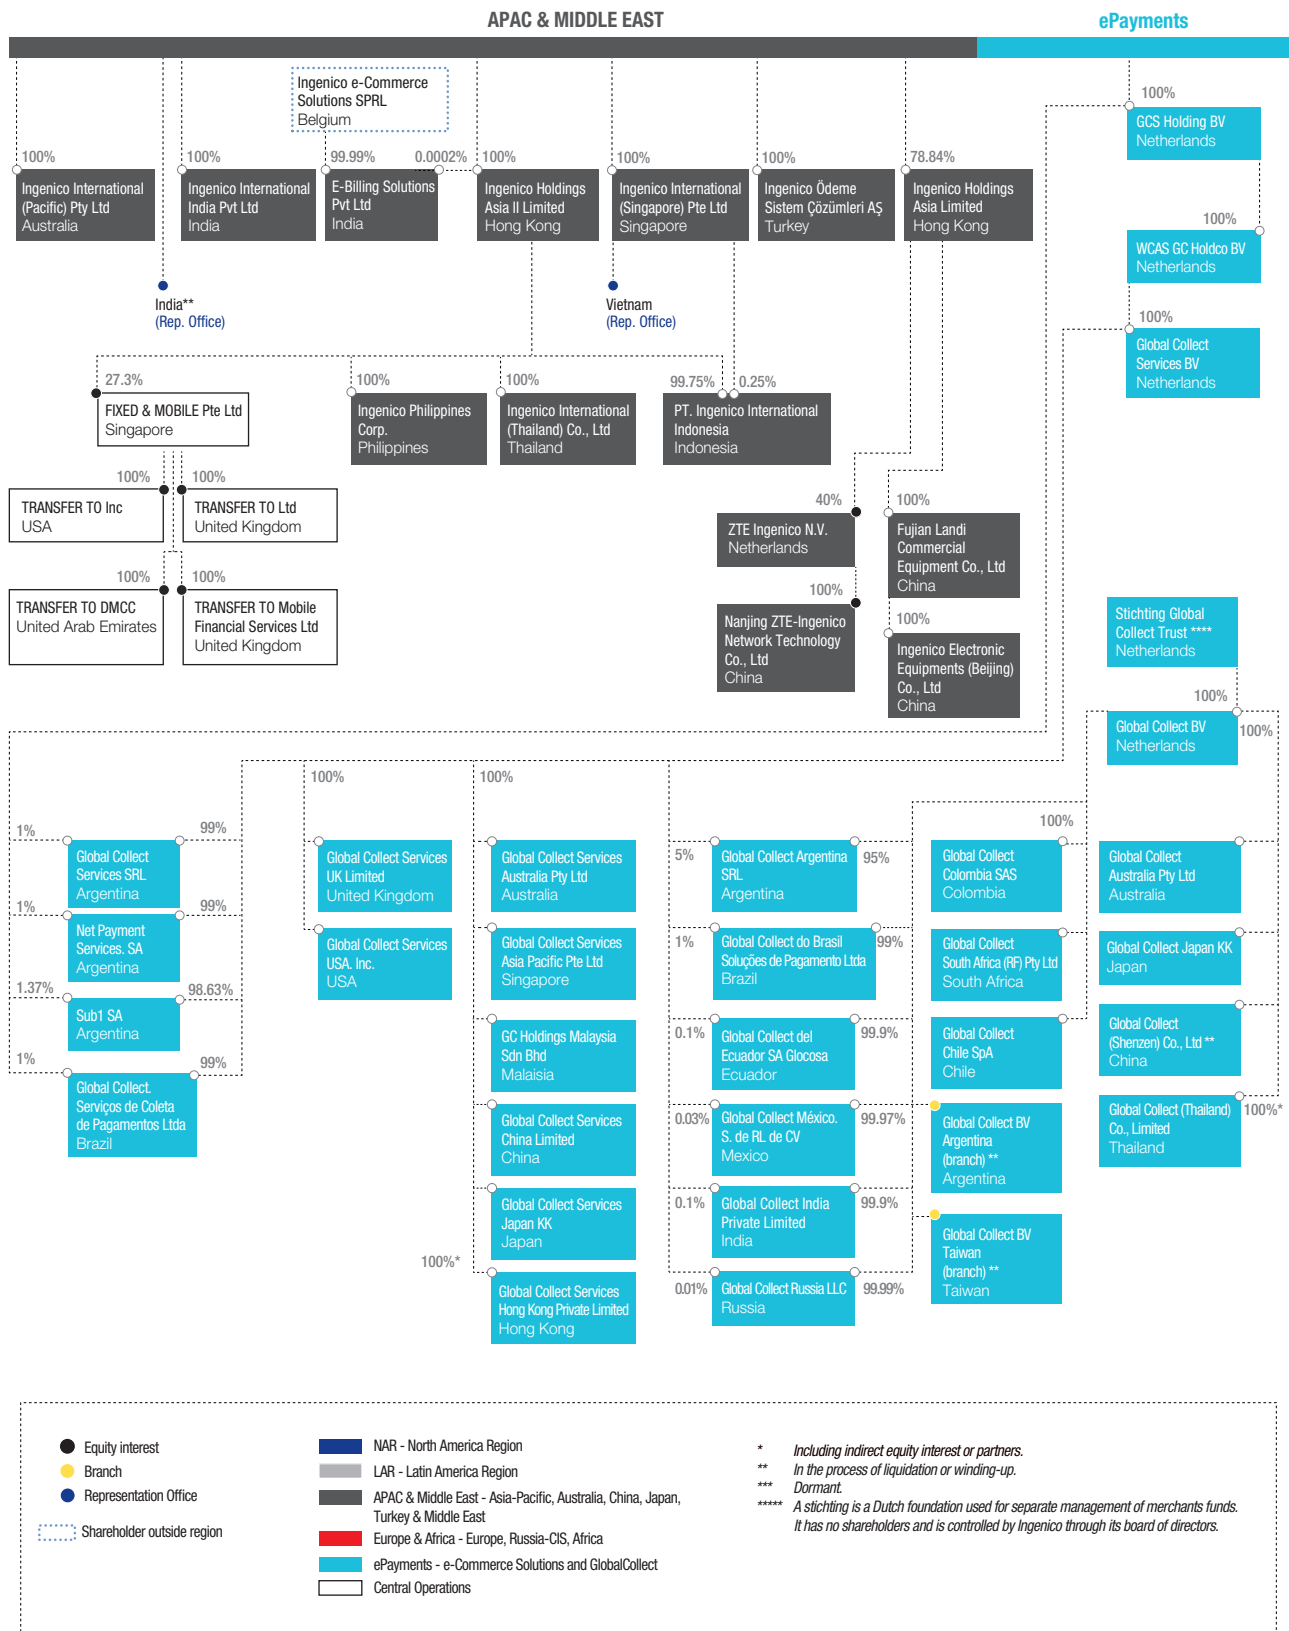 APAC & MIDDLE EAST
ePayments
Ingenico e-Commerce
Solutions SPRL
Belgium
100%
GCS Holding BV
Netherlands
100%
Ingenico International
(Pacific) Pty Ltd
Australia
100%
Ingenico International
India Pvt Ltd
India
99.99%
0.0002%
E-Billing Solutions
Pvt Ltd
India
100%
Ingenico Holdings
Asia II Limited
Hong Kong
100%
Ingenico International
(Singapore) Pte Ltd
Singapore
100%
Ingenico Ödeme
Sistem Çözümleri AŞ
Turkey
78.84%
Ingenico Holdings
Asia Limited
Hong Kong
100%
WCAS GC Holdco BV
Netherlands
India**
(Rep. Office)
Vietnam
(Rep. Office)
100%
Global Collect
Services BV
Netherlands
27.3%
FIXED & MOBILE Pte Ltd
Singapore
100%
Ingenico Philippines
Corp.
Philippines
100%
Ingenico International
(Thailand) Co., Ltd
Thailand
99.75%
0.25%
PT. Ingenico International
Indonesia
Indonesia
100%
TRANSFER TO Inc
USA
100%
TRANSFER TO Ltd
United Kingdom
40%
ZTE Ingenico N.V.
Netherlands
100%
Fujian Landi
Commercial
Equipment Co., Ltd
China
100%
TRANSFER TO DMCC
United Arab Emirates
100%
TRANSFER TO Mobile
Financial Services Ltd
United Kingdom
100%
Nanjing ZTE-Ingenico
Network Technology
Co., Ltd
China
100%
Ingenico Electronic
Equipments (Beijing)
Co., Ltd
China
Stichting Global
Collect Trust ****
Netherlands
100%
Global Collect BV
Netherlands
100%
1%
99%
Global Collect
Services SRL
Argentina
1%
99%
Net Payment
Services. SA
Argentina
1.37%
98.63%
Sub1 SA
Argentina
1%
99%
Global Collect.
Serviços de Coleta
de Pagamentos Ltda
Brazil
100%
Global Collect Services
UK Limited
United Kingdom
Global Collect Services
USA. Inc.
USA
100%
Global Collect Services
Australia Pty Ltd
Australia
Global Collect Services
Asia Pacific Pte Ltd
Singapore
GC Holdings Malaysia
Sdn Bhd
Malaisia
Global Collect Services
China Limited
China
Global Collect Services
Japan KK
Japan
100%*
Global Collect Services
Hong Kong Private Limited
Hong Kong
5%
95%
Global Collect Argentina
SRL
Argentina
1%
99%
Global Collect do Brasil
Soluções de Pagamento Ltda
Brazil
0.1%
99.9%
Global Collect del
Ecuador SA Glocosa
Ecuador
0.03%
99.97%
Global Collect México.
S. de RL de CV
Mexico
0.1%
99.9%
Global Collect India
Private Limited
India
0.01%
99.99%
Global Collect Russia LLC
Russia
100%
Global Collect
Colombia SAS
Colombia
Global Collect
South Africa (RF) Pty Ltd
South Africa
Global Collect
Chile SpA
Chile
Global Collect BV
Argentina
(branch) **
Argentina
Global Collect BV
Taiwan
(branch) **
Taiwan
Global Collect
Australia Pty Ltd
Australia
Global Collect Japan KK
Japan
Global Collect
(Shenzen) Co., Ltd **
China
100%*
Global Collect (Thailand)
Co., Limited
Thailand
Equity interest
Branch
Representation Office
Shareholder outside region
NAR - North America Region
LAR - Latin America Region
APAC & Middle East - Asia-Pacific, Australia, China, Japan,
Turkey & Middle East
Europe & Africa - Europe, Russia-CIS, Africa
ePayments - e-Commerce Solutions and GlobalCollect
Central Operations
* Including indirect equity interest or partners.
** In the process of liquidation or winding-up.
*** Dormant.
***** A stichting is a Dutch foundation used for separate management of merchants funds.
It has no shareholders and is controlled by Ingenico through its board of directors.